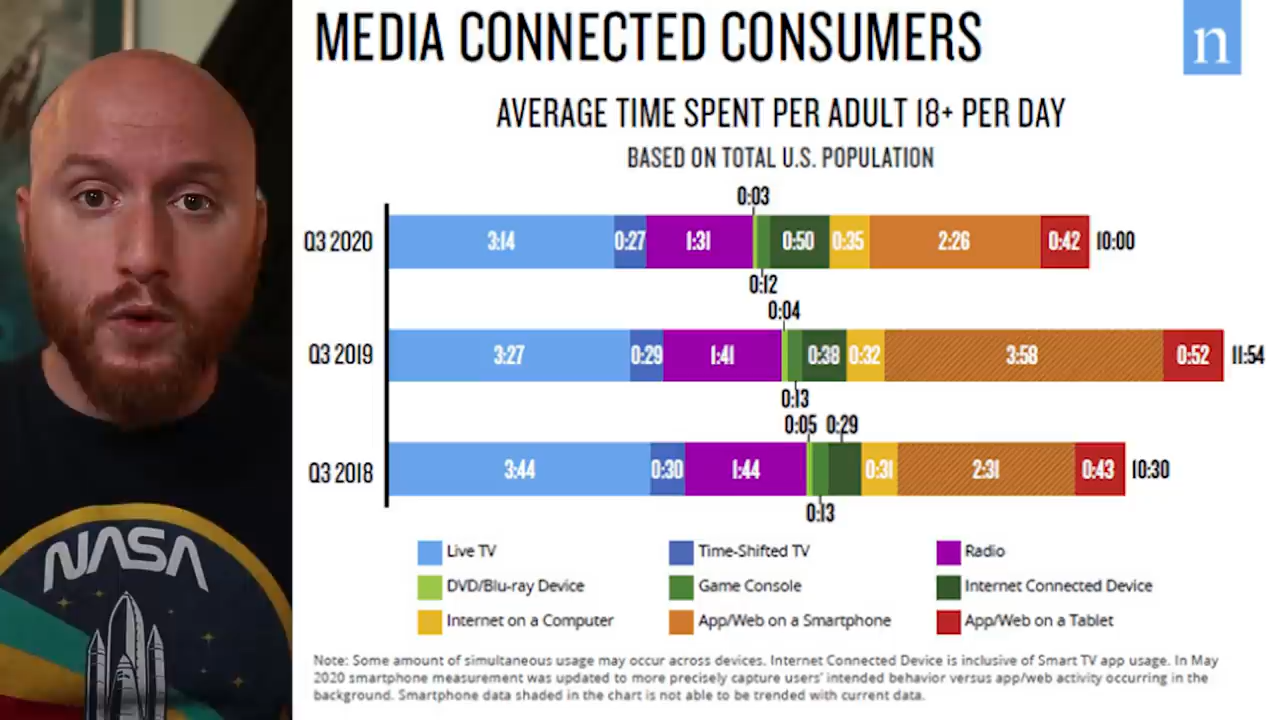 MEDIA CONNECTED CONSUMERS
n
AVERAGE TIME SPENT PER ADULT 18+ PER DAY
BASED ON TOTAL U.S. POPULATION
0:03
Q3 2020 3:14 0:27 1:31 0:50 0:35 2:26 0:42 10:00
0:12
0:04
Q3 2019 3:27 0:29 1:41 0:38 0:32 3:58 0:52 11:54
0:13
0:05 0:29
Q3 2018 3:44 0:30 1:44 0:31 2:31 0:43 10:30
0:13
Live TV Time-Shifted TV Radio
DVD/Blu-ray Device Game Console Internet Connected Device
Internet on a Computer App/Web on a Smartphone App/Web on a Tablet
Note: Some amount of simultaneous usage may occur across devices. Internet Connected Device is inclusive of Smart TV app usage. In May
2020 smartphone measurement was updated to more precisely capture users' intended behavior versus app/web activity occurring in the
background. Smartphone data shaded in the chart is not able to be trended with current data.
NASA